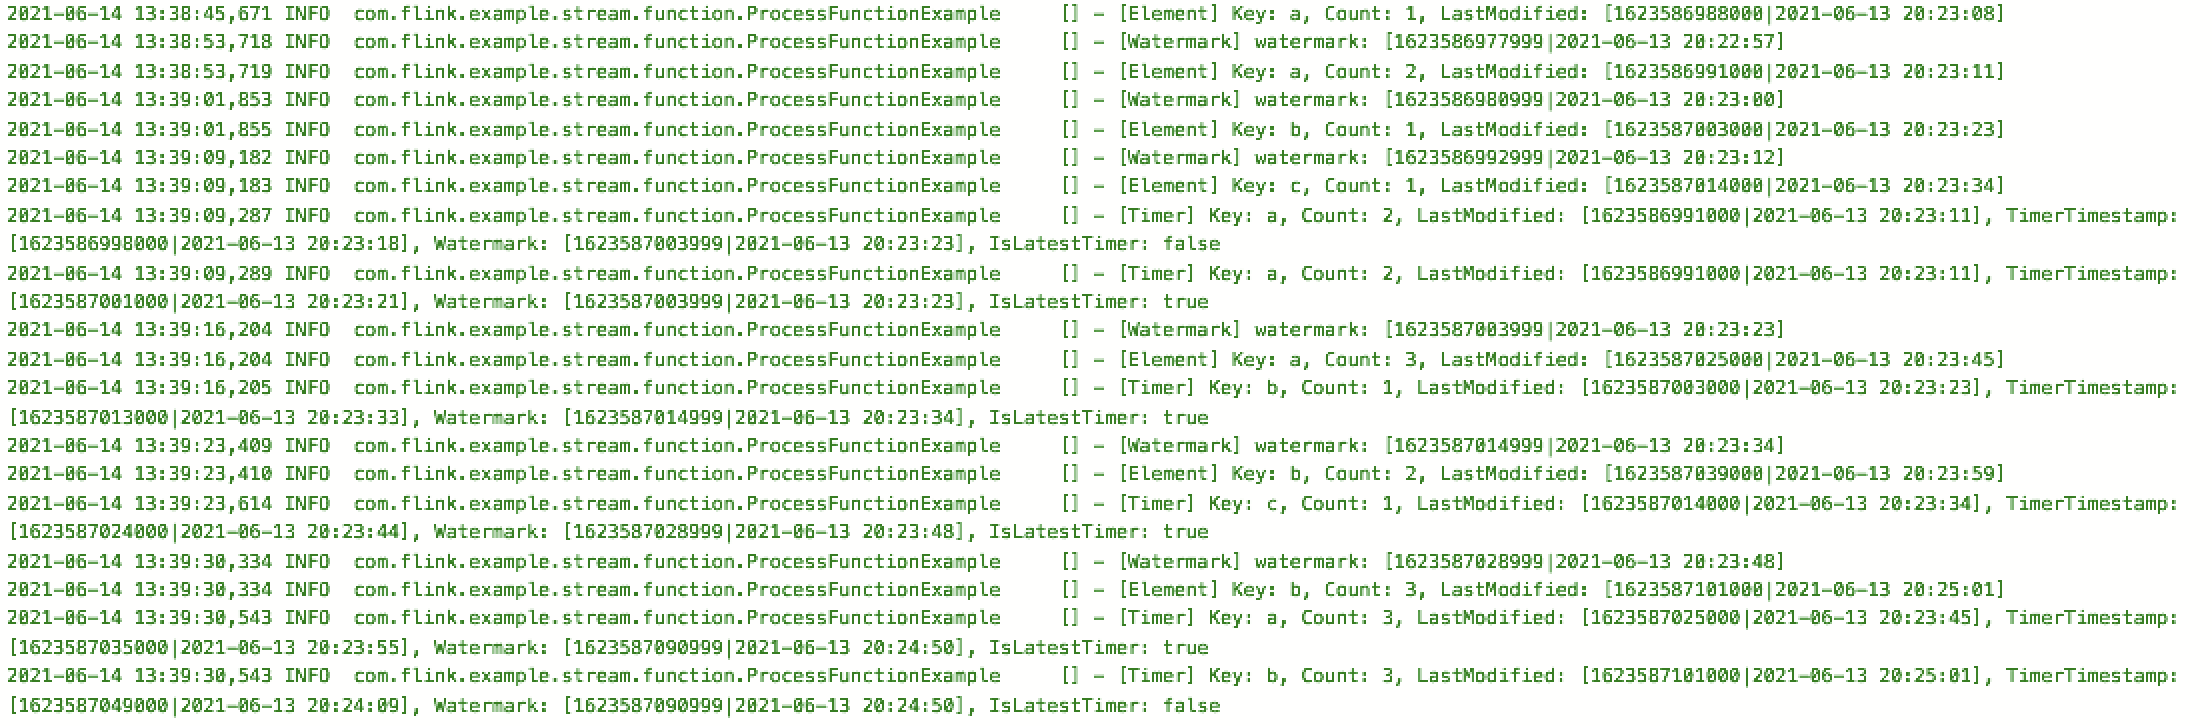 2021-06-14 13:38:45,671 INFO  com.flink.example.stream.function.ProcessFunctionExample     [] - [Element] Key: a, Count: 1, LastModified: [1623586988000|2021-06-13 20:23:08]
2021-06-14 13:38:53,718 INFO  com.flink.example.stream.function.ProcessFunctionExample     [] - [Watermark] watermark: [1623586977999|2021-06-13 20:22:57]
2021-06-14 13:38:53,719 INFO  com.flink.example.stream.function.ProcessFunctionExample     [] - [Element] Key: a, Count: 2, LastModified: [1623586991000|2021-06-13 20:23:11]
2021-06-14 13:39:01,853 INFO  com.flink.example.stream.function.ProcessFunctionExample     [] - [Watermark] watermark: [1623586980999|2021-06-13 20:23:00]
2021-06-14 13:39:01,855 INFO  com.flink.example.stream.function.ProcessFunctionExample     [] - [Element] Key: b, Count: 1, LastModified: [1623587003000|2021-06-13 20:23:23]
2021-06-14 13:39:09,182 INFO  com.flink.example.stream.function.ProcessFunctionExample     [] - [Watermark] watermark: [1623586992999|2021-06-13 20:23:12]
2021-06-14 13:39:09,183 INFO  com.flink.example.stream.function.ProcessFunctionExample     [] - [Element] Key: c, Count: 1, LastModified: [1623587014000|2021-06-13 20:23:34]
2021-06-14 13:39:09,287 INFO  com.flink.example.stream.function.ProcessFunctionExample     [] - [Timer] Key: a, Count: 2, LastModified: [1623586991000|2021-06-13 20:23:11], TimerTimestamp:
[1623586998000|2021-06-13 20:23:18], Watermark: [1623587003999|2021-06-13 20:23:23], IsLatestTimer: false
2021-06-14 13:39:09,289 INFO  com.flink.example.stream.function.ProcessFunctionExample     [] - [Timer] Key: a, Count: 2, LastModified: [1623586991000|2021-06-13 20:23:11], TimerTimestamp:
[1623587001000|2021-06-13 20:23:21], Watermark: [1623587003999|2021-06-13 20:23:23], IsLatestTimer: true
2021-06-14 13:39:16,204 INFO  com.flink.example.stream.function.ProcessFunctionExample     [] - [Watermark] watermark: [1623587003999|2021-06-13 20:23:23]
2021-06-14 13:39:16,204 INFO  com.flink.example.stream.function.ProcessFunctionExample     [] - [Element] Key: a, Count: 3, LastModified: [1623587025000|2021-06-13 20:23:45]
2021-06-14 13:39:16,205 INFO  com.flink.example.stream.function.ProcessFunctionExample     [] - [Timer] Key: b, Count: 1, LastModified: [1623587003000|2021-06-13 20:23:23], TimerTimestamp:
[1623587013000|2021-06-13 20:23:33], Watermark: [1623587014999|2021-06-13 20:23:34], IsLatestTimer: true
2021-06-14 13:39:23,409 INFO  com.flink.example.stream.function.ProcessFunctionExample     [] - [Watermark] watermark: [1623587014999|2021-06-13 20:23:34]
2021-06-14 13:39:23,410 INFO  com.flink.example.stream.function.ProcessFunctionExample     [] - [Element] Key: b, Count: 2, LastModified: [1623587039000|2021-06-13 20:23:59]
2021-06-14 13:39:23,614 INFO  com.flink.example.stream.function.ProcessFunctionExample     [] - [Timer] Key: c, Count: 1, LastModified: [1623587014000|2021-06-13 20:23:34], TimerTimestamp:
[1623587024000|2021-06-13 20:23:44], Watermark: [1623587028999|2021-06-13 20:23:48], IsLatestTimer: true
2021-06-14 13:39:30,334 INFO  com.flink.example.stream.function.ProcessFunctionExample     [] - [Watermark] watermark: [1623587028999|2021-06-13 20:23:48]
2021-06-14 13:39:30,334 INFO  com.flink.example.stream.function.ProcessFunctionExample     [] - [Element] Key: b, Count: 3, LastModified: [1623587101000|2021-06-13 20:25:01]
2021-06-14 13:39:30,543 INFO  com.flink.example.stream.function.ProcessFunctionExample     [] - [Timer] Key: a, Count: 3, LastModified: [1623587025000|2021-06-13 20:23:45], TimerTimestamp:
[1623587035000|2021-06-13 20:23:55], Watermark: [1623587090999|2021-06-13 20:24:50], IsLatestTimer: true
2021-06-14 13:39:30,543 INFO  com.flink.example.stream.function.ProcessFunctionExample     [] - [Timer] Key: b, Count: 3, LastModified: [1623587101000|2021-06-13 20:25:01], TimerTimestamp:
[1623587049000|2021-06-13 20:24:09], Watermark: [1623587090999|2021-06-13 20:24:50], IsLatestTimer: false